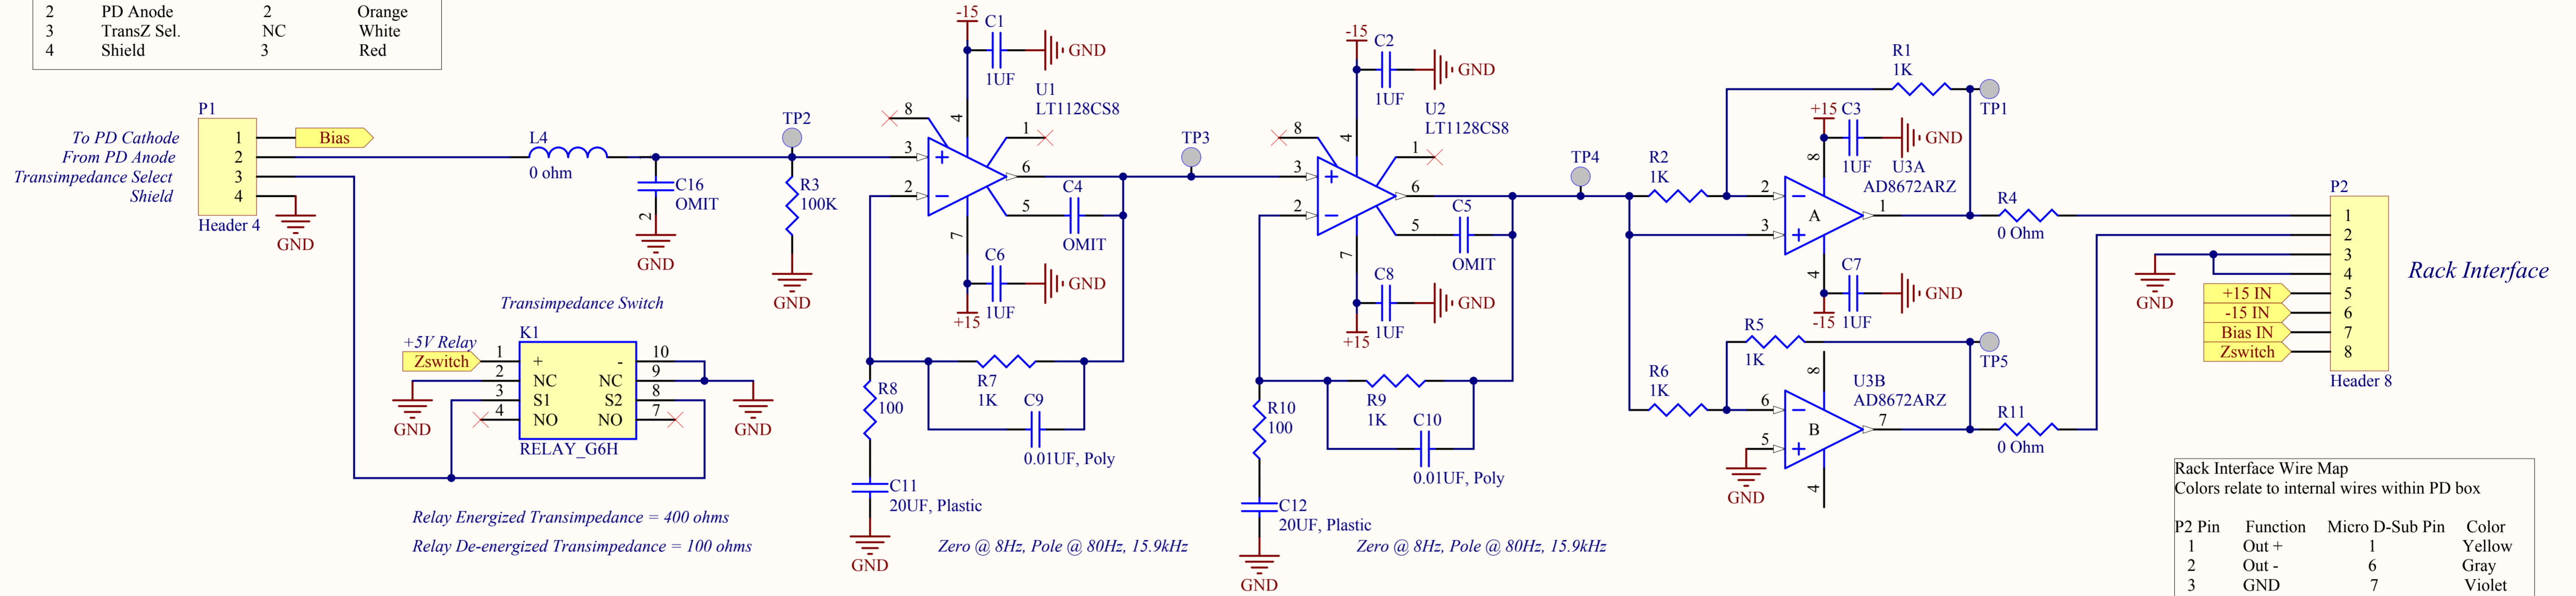 2 PD Anode 2 Orange
3 TransZ Sel. NC White
4 Shield 3 Red
P1
To PD Cathode 1 Bias
From PD Anode 2
Transimpedance Select 3
Shield 4
Header 4
GND
L4
0 ohm
C16
OMIT
2
GND
TP2
R3
100K
GND
Transimpedance Switch
K1
+5V Relay
Zswitch
1 + - 10
2 NC NC 9
3 S1 S2 8
4 NO NO 7
RELAY_G6H
GND
GND
Relay Energized Transimpedance = 400 ohms
Relay De-energized Transimpedance = 100 ohms
-15
C1
GND
1UF
U1
LT1128CS8
8
4
1
3
2
6
5
7
C4
OMIT
C6
GND
1UF
+15
R7
1K
C9
0.01UF, Poly
R8
100
C11
20UF, Plastic
GND
Zero @ 8Hz, Pole @ 80Hz, 15.9kHz
TP3
-15
C2
GND
1UF
U2
LT1128CS8
8
4
1
3
2
6
5
7
C5
OMIT
C8
GND
1UF
+15
R9
1K
C10
0.01UF, Poly
R10
100
C12
20UF, Plastic
GND
Zero @ 8Hz, Pole @ 80Hz, 15.9kHz
TP4
R2
1K
R1
1K
TP1
+15
C3
GND
1UF
U3A
AD8672ARZ
8
2
3
A
1
4
C7
GND
-15
1UF
R4
0 Ohm
R5
1K
TP5
R6
1K
8
U3B
AD8672ARZ
6
5
B
7
4
GND
R11
0 Ohm
P2
1
2
3
4
GND
+15 IN 5
-15 IN 6
Bias IN 7
Zswitch 8
Header 8
Rack Interface
Rack Interface Wire Map
Colors relate to internal wires within PD box
P2 Pin Function Micro D-Sub Pin Color
1 Out + 1 Yellow
2 Out - 6 Gray
3 GND 7 Violet